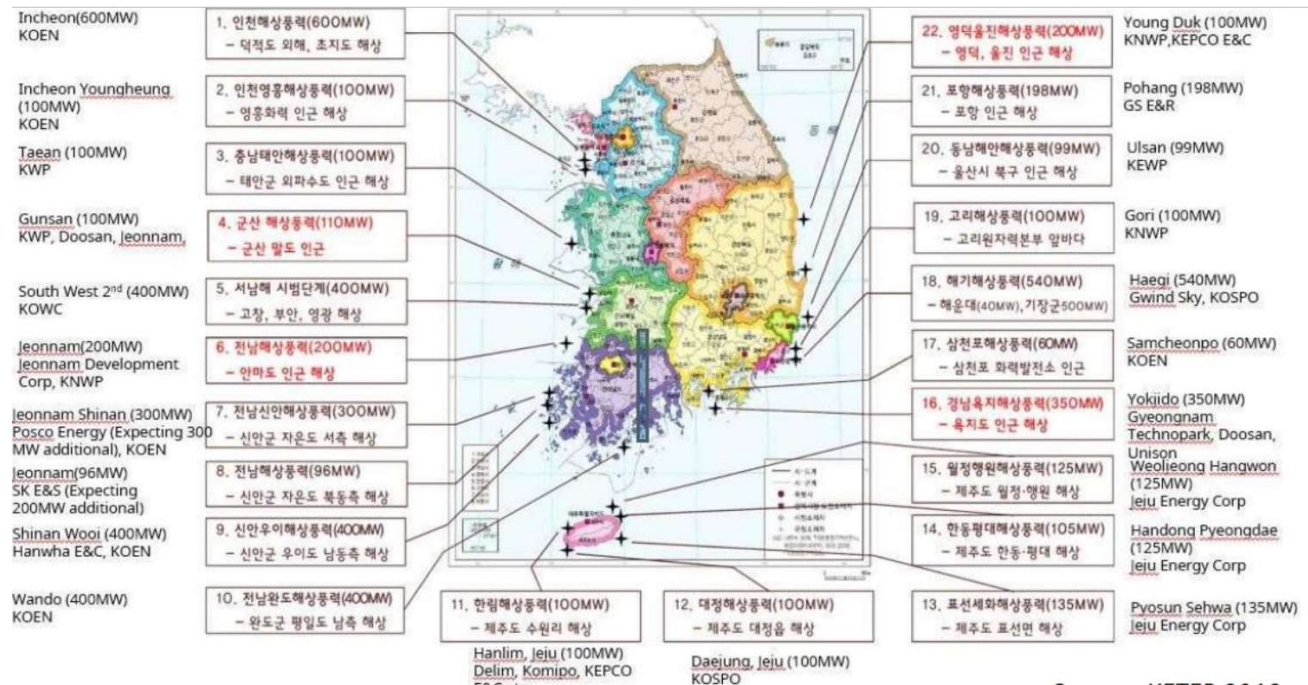 Incheon(600MW)
KOEN
Incheon Youngheung
(100MW)
KOEN
Taean (100MW)
KWP
Gunsan (100MW)
KWP, Doosan, Jeonnam,
South West 2nd (400MW)
KOWC
Jeonnam(200MW)
Jeonnam Development
Corp, KNWP
Jeonnam Shinan (300MW)
Posco Energy (Expecting 300
MW additional), KOEN
Jeonnam(96MW)
SK E&S (Expecting
200MW additional)
Shinan Wooi (400MW)
Hanwha E&C, KOEN
Wando (400MW)
KOEN
1. 인천해상풍력(600MW)
– 덕적도 외해, 초지도 해상
2. 인천영흥해상풍력(100MW)
– 영흥화력 인근 해상
3. 충남태안해상풍력(100MW)
– 태안군 외파수도 인근 해상
4. 군산 해상풍력(110MW)
– 군산 말도 인근
5. 서남해 시범단계(400MW)
– 고창, 부안, 영광 해상
6. 전남해상풍력(200MW)
– 안마도 인근 해상
7. 전남신안해상풍력(300MW)
– 신안군 자은도 서측 해상
8. 전남해상풍력(96MW)
– 신안군 자은도 북동측 해상
9. 신안우이해상풍력(400MW)
– 신안군 우이도 남동측 해상
10. 전남완도해상풍력(400MW)
– 완도군 평일도 남측 해상
11. 한림해상풍력(100MW)
– 제주도 수원리 해상
Hanlim, Jeju (100MW)
Delim, Komipo, KEPCO
12. 대정해상풍력(100MW)
– 제주도 대정읍 해상
Daejung, Jeju (100MW)
KOSPO
22. 영덕울진해상풍력(200MW)
– 영덕, 울진 인근 해상
21. 포항해상풍력(198MW)
– 포항 인근 해상
20. 동남해안해상풍력(99MW)
– 울산시 북구 인근 해상
19. 고리해상풍력(100MW)
– 고리원자력본부 앞바다
18. 해기해상풍력(540MW)
– 해운대(40MW),기장군500MW)
17. 삼천포해상풍력(60MW)
– 삼천포 화력발전소 인근
16. 경남욕지해상풍력(350MW)
– 욕지도 인근 해상
15. 월정행원해상풍력(125MW)
– 제주도 월정·행원 해상
14. 한동평대해상풍력(105MW)
– 제주도 한동·평대 해상
13. 표선세화해상풍력(135MW)
– 제주도 표선면 해상
Young Duk (100MW)
KNWP,KEPCO E&C
Pohang (198MW)
GS E&R
Ulsan (99MW)
KEWP
Gori (100MW)
KNWP
Haegi (540MW)
Gwind Sky, KOSPO
Samcheonpo (60MW)
KOEN
Yokjido (350MW)
Gyeongnam
Technopark, Doosan,
Unison
Weoljeong Hangwon
(125MW)
Jeju Energy Corp
Handong Pyeongdae
(125MW)
Jeju Energy Corp
Pyosun Sehwa (135MW)
Jeju Energy Corp
동 해
황 해